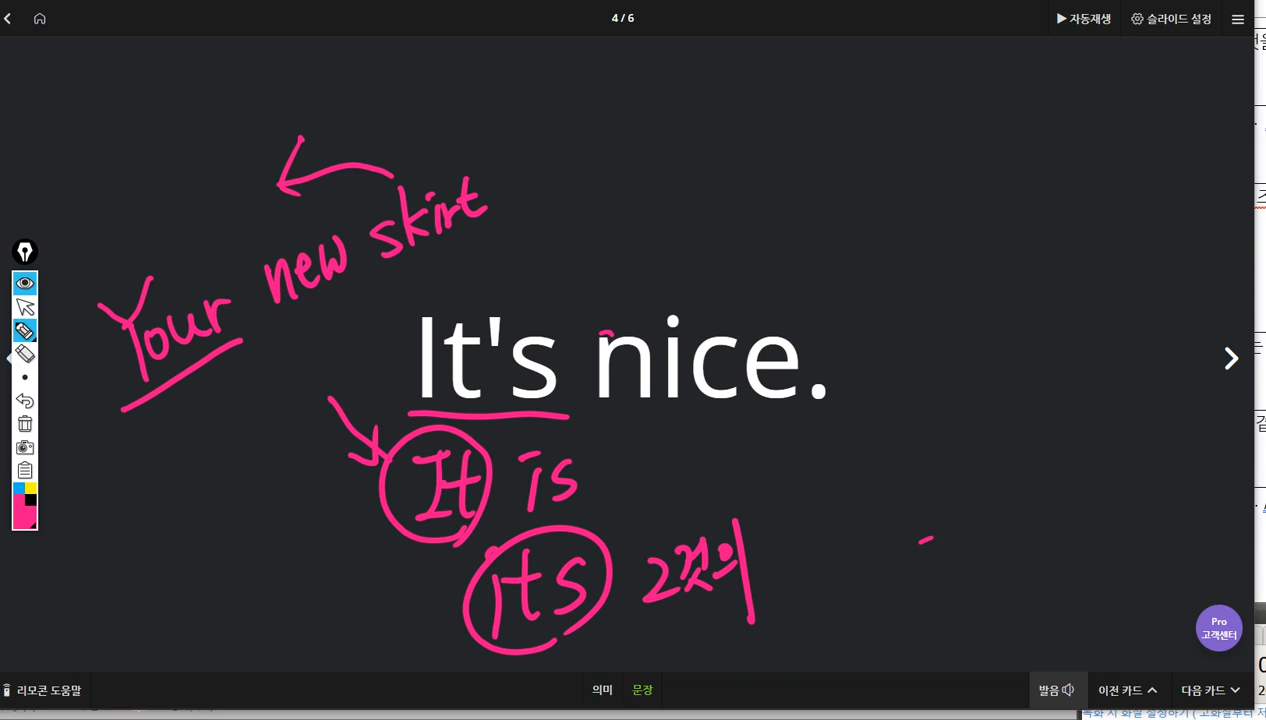 4 / 6
자동재생
슬라이드 설정
Your new skirt
It's nice.
It is
its
그것의
Pro
고객센터
리모콘 도움말
의미
문장
발음
이전 카드
다음 카드